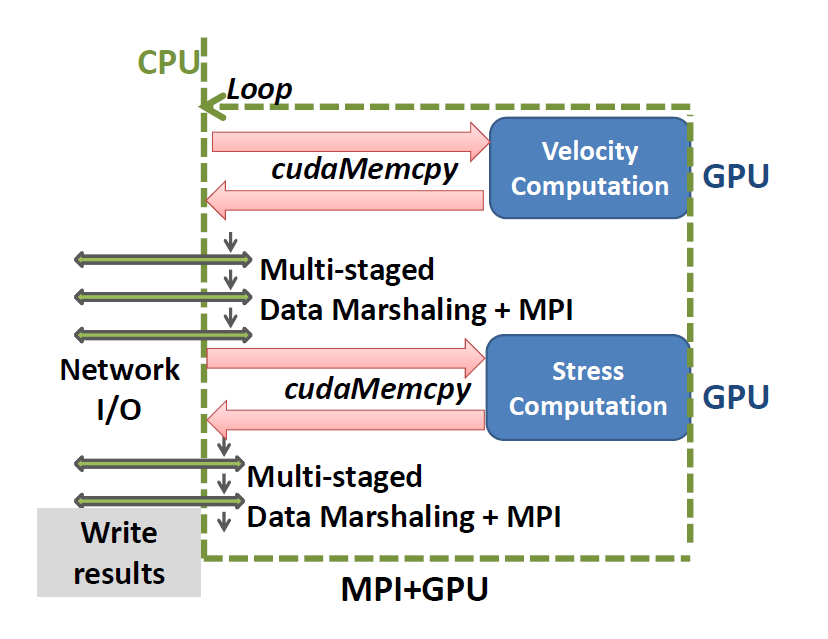 CPU
Loop
Velocity
Computation
GPU
cudaMemcpy
Multi-staged
Data Marshaling + MPI
Network
I/O
Stress
Computation
GPU
cudaMemcpy
Multi-staged
Data Marshaling + MPI
Write
results
MPI+GPU